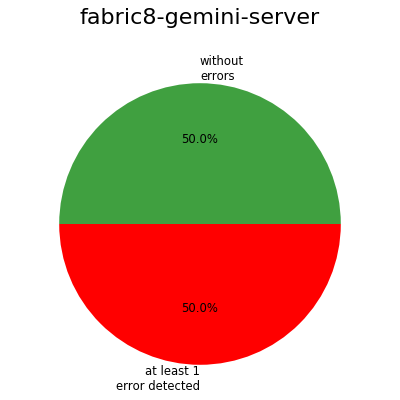 fabric8-gemini-server
without
errors
50.0%
50.0%
at least 1
error detected